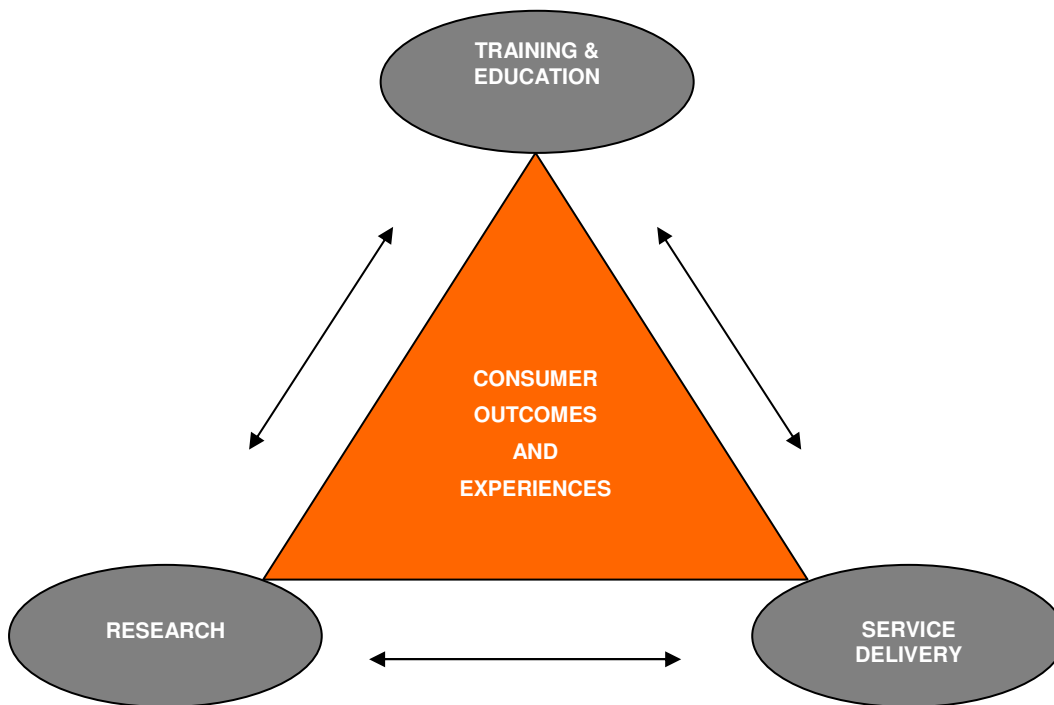 TRAINING &
EDUCATION
CONSUMER
OUTCOMES
AND
EXPERIENCES
RESEARCH
SERVICE
DELIVERY